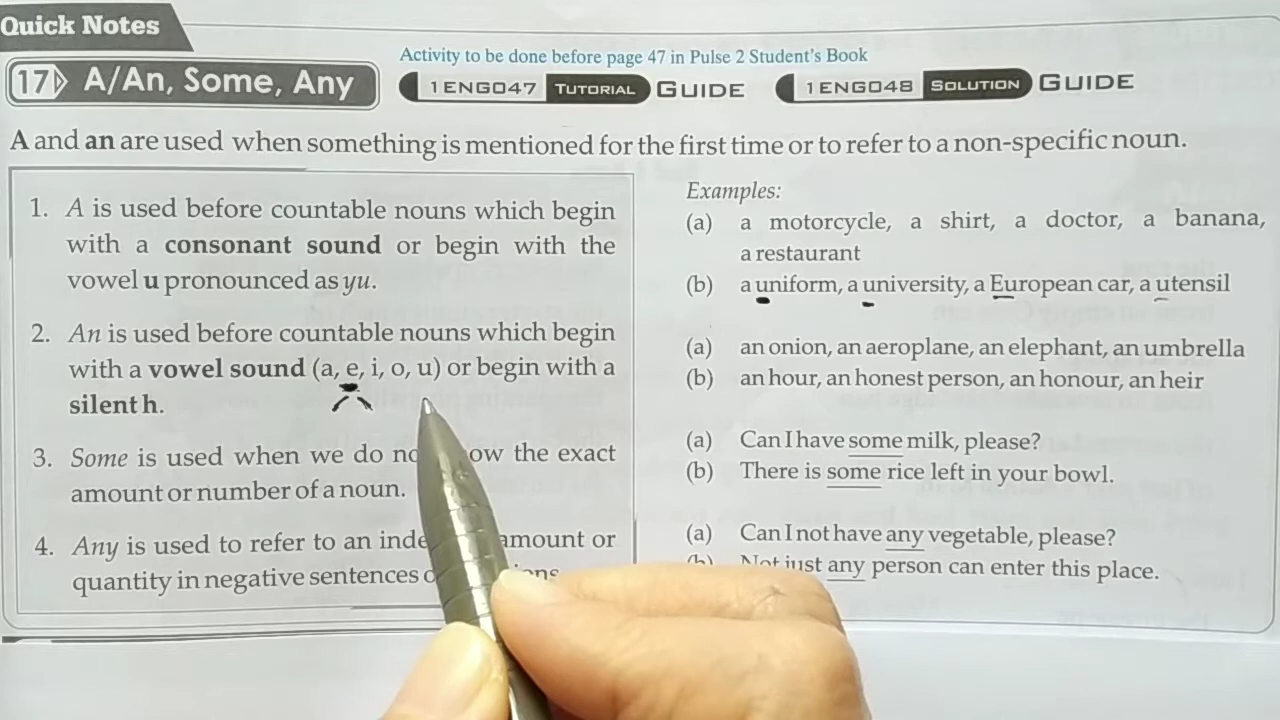 Quick Notes
Activity to be done before page 47 in Pulse 2 Student's Book
17 A/An, Some, Any
1ENG047 TUTORIAL GUIDE
1ENG048 SOLUTION GUIDE
A and an are used when something is mentioned for the first time or to refer to a non-specific noun.
1. A is used before countable nouns which begin
with a consonant sound or begin with the
vowel u pronounced as yu.
2. An is used before countable nouns which begin
with a vowel sound (a, e, i, o, u) or begin with a
silent h.
3. Some is used when we do the exact
amount or number of a noun.
4. Any is used to refer to an amount or
quantity in negative sentences
Examples:
(a) a motorcycle, a shirt, a doctor, a banana,
a restaurant
(b) a uniform, a university, a European car, a utensil
(a) an onion, an aeroplane, an elephant, an umbrella
(b) an hour, an honest person, an honour, an heir
(a) Can I have some milk, please?
(b) There is some rice left in your bowl.
(a) Can I not have any vegetable, please?
(b) Not just any person can enter this place.